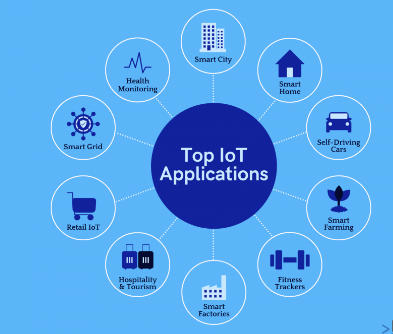 Top IoT
Applications
Smart City
Smart
Home
Self-Driving
Cars
Smart
Farming
Fitness
Trackers
Smart
Factories
Hospitality
& Tourism
Retail IoT
Smart Grid
Health
Monitoring